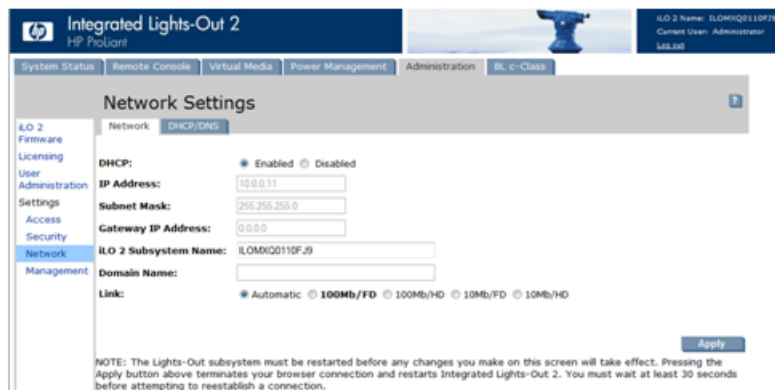 hp
Integrated Lights-Out 2
HP ProLiant
iLO 2 Name: ILOMXQ0110FJ9
Current User: Administrator
Log out
System Status Remote Console Virtual Media Power Management Administration BL c-Class
Network Settings
?
Network DHCP/DNS
iLO 2
Firmware
Licensing
User
Administration
Settings
Access
Security
Network
Management
DHCP: Enabled Disabled
IP Address: 10.0.0.11
Subnet Mask: 255.255.255.0
Gateway IP Address: 0.0.0.0
iLO 2 Subsystem Name: ILOMXQ0110FJ9
Domain Name:
Link: Automatic 100Mb/FD 100Mb/HD 10Mb/FD 10Mb/HD
Apply
NOTE: The Lights-Out subsystem must be restarted before any changes you make on this screen will take effect. Pressing the
Apply button above terminates your browser connection and restarts Integrated Lights-Out 2. You must wait at least 30 seconds
before attempting to reestablish a connection.